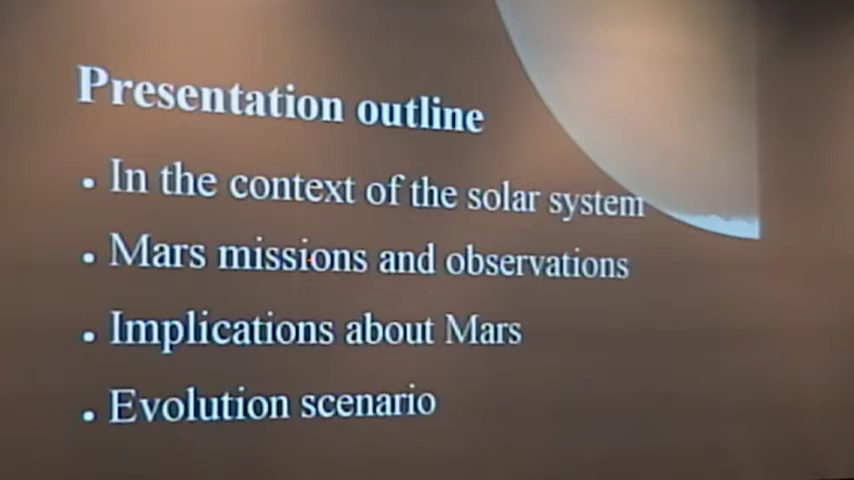 Presentation outline
• In the context of the solar system
• Mars missions and observations
• Implications about Mars
• Evolution scenario